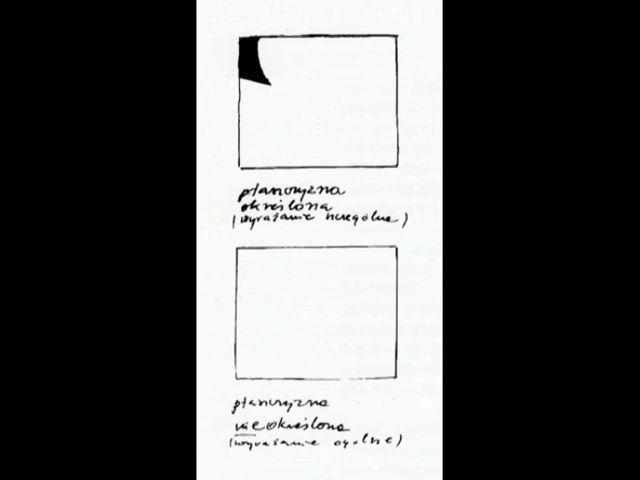 płaszczyzna
określona
(wyrażanie szczególne)
płaszczyzna
nieokreślona
(wyrażanie ogólne)